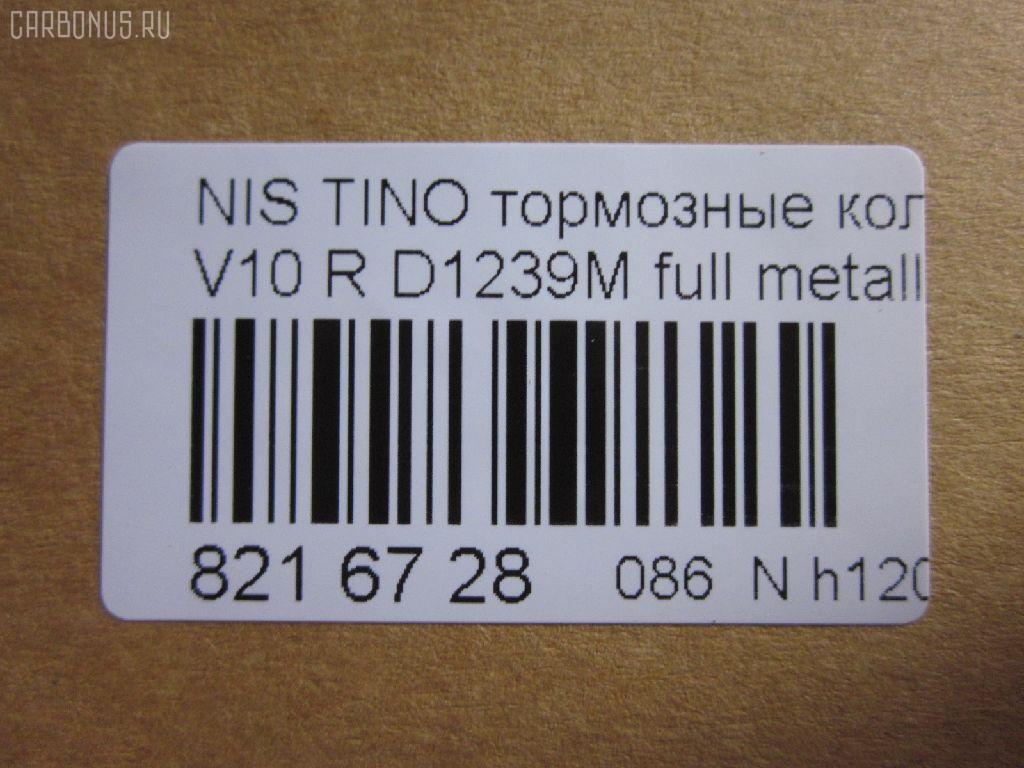 CARBONUS.RU
NIS TINO тормозные кол
V10 R D1239M full metall
821 67 28 086 N h120